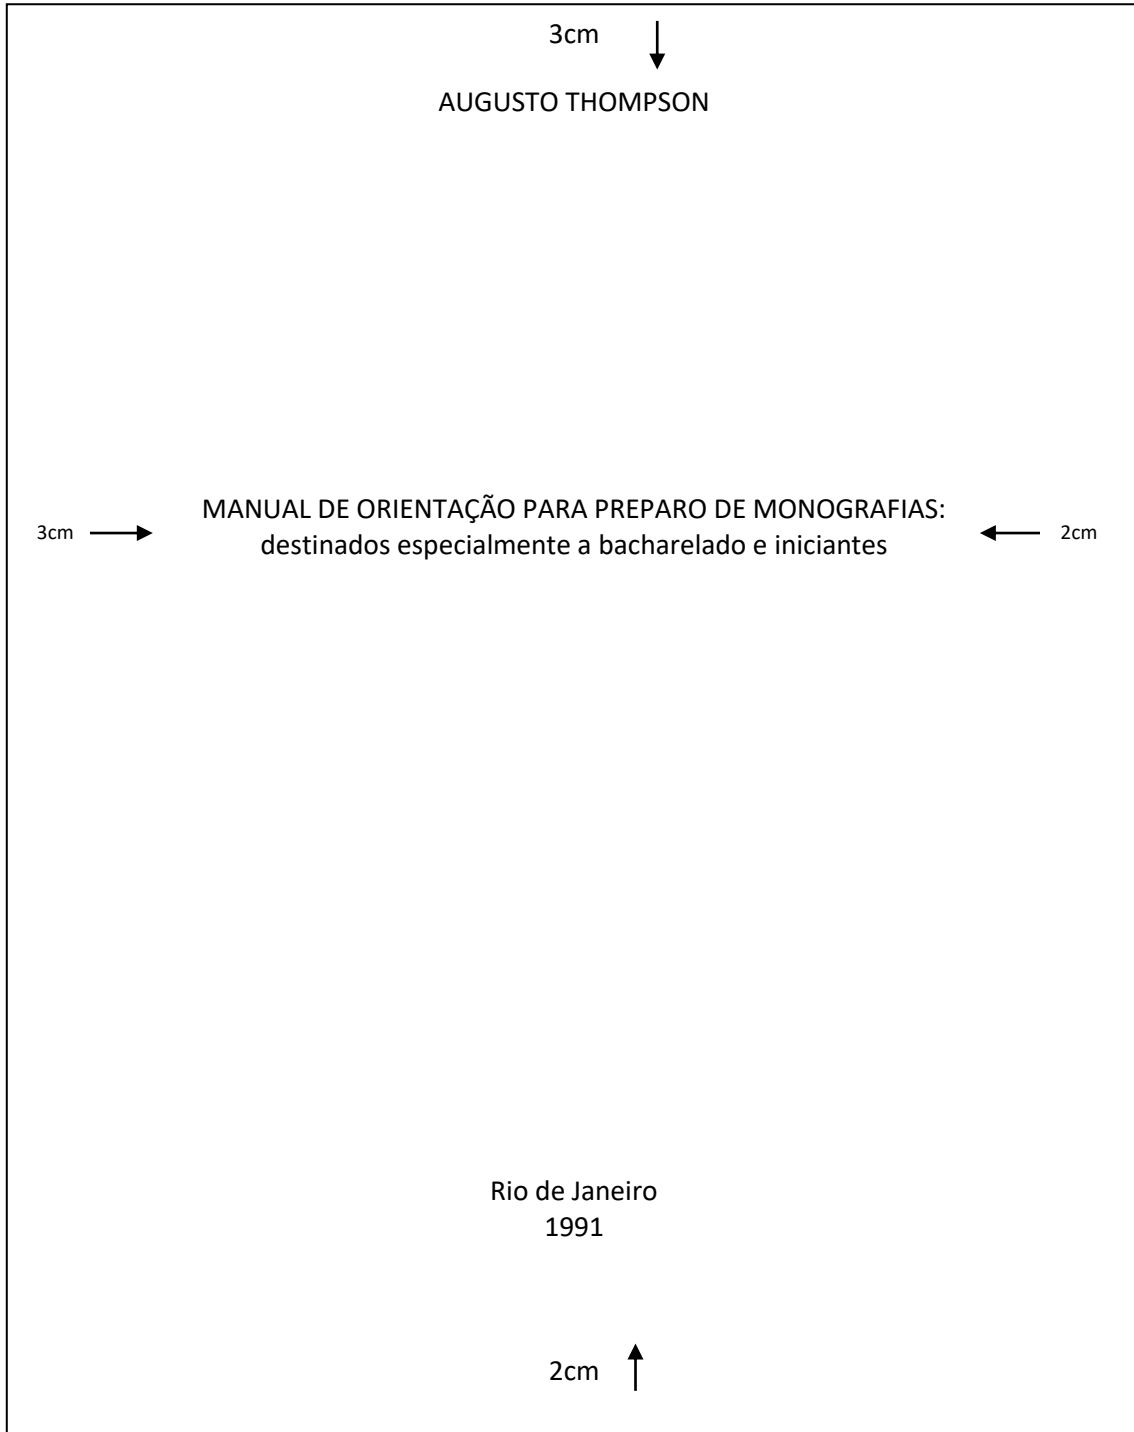 3cm
AUGUSTO THOMPSON
MANUAL DE ORIENTAÇÃO PARA PREPARO DE MONOGRAFIAS:
3cm
2cm
destinados especialmente a bacharelado e iniciantes
Rio de Janeiro
1991
2cm